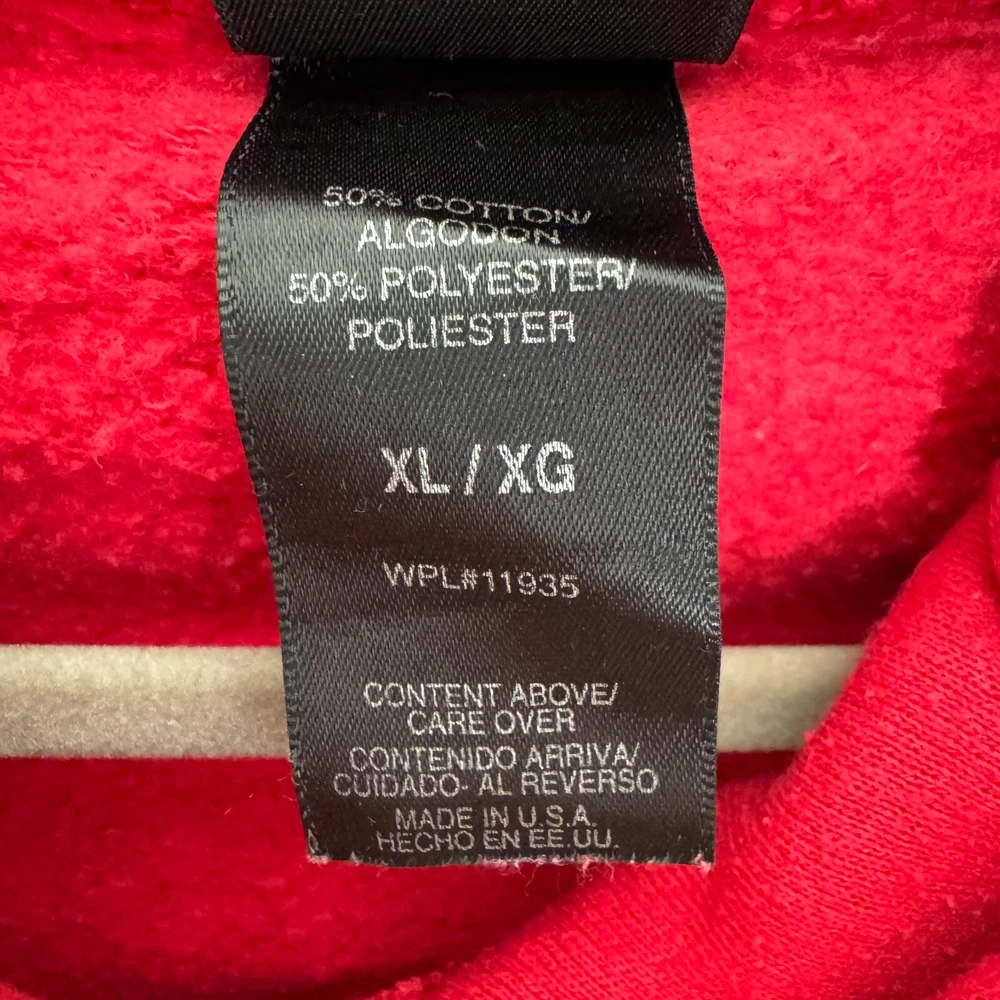 50% COTTON/
ALGODON
50% POLYESTER/
POLIESTER
XL / XG
WPL#11935
CONTENT ABOVE/
CARE OVER
CONTENIDO ARRIVA/
CUIDADO- AL REVERSO
MADE IN U.S.A.
HECHO EN EE.UU.